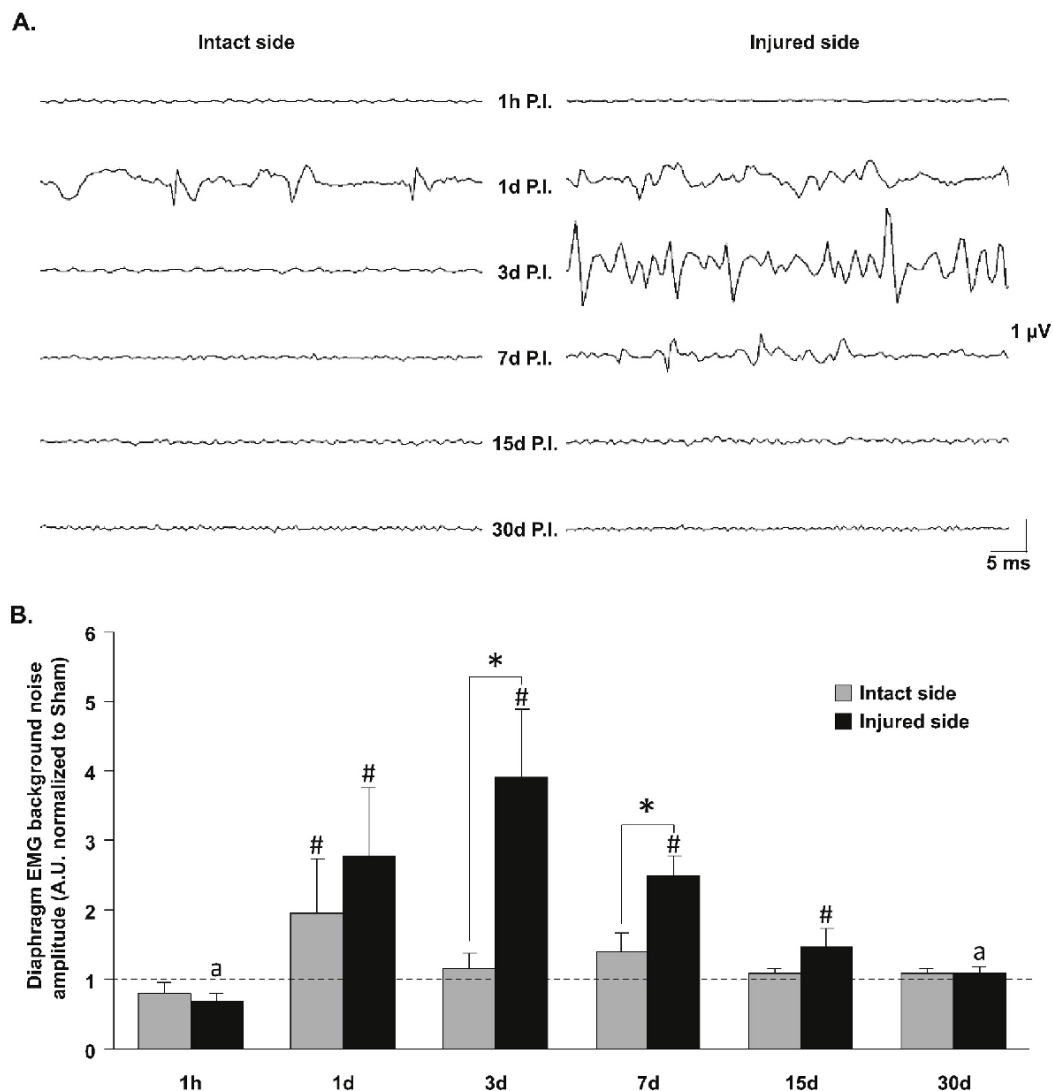 A.
Intact side
Injured side
1h P.I.
1d P.I.
3d P.I.
1 µV
7d P.I.
15d P.I.
30d P.I.
5 ms
B.
Diaphragm EMG background noise
amplitude (A.U. normalized to Sham)
6
5
4
3
2
1
0
*
#
#
#
*
#
#
a
a
Intact side
Injured side
1h
1d
3d
7d
15d
30d